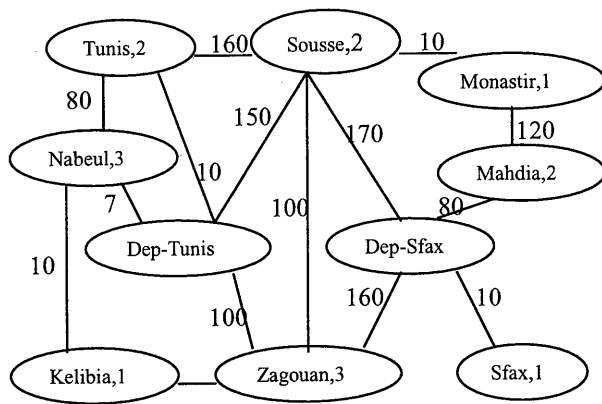 Tunis,2
160
Sousse,2
10
Monastir,1
80
150
170
120
Nabeul,3
10
Mahdia,2
7
100
80
Dep-Tunis
Dep-Sfax
10
100
160
10
Kelibia,1
Zagouan,3
Sfax,1